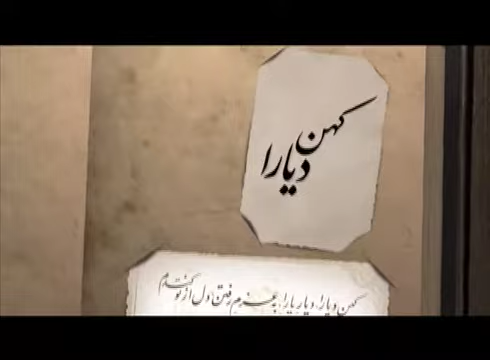 کهن
دیارا
کهن دیارا، دیار یارا، به عزم رفتن دل از تو کندم